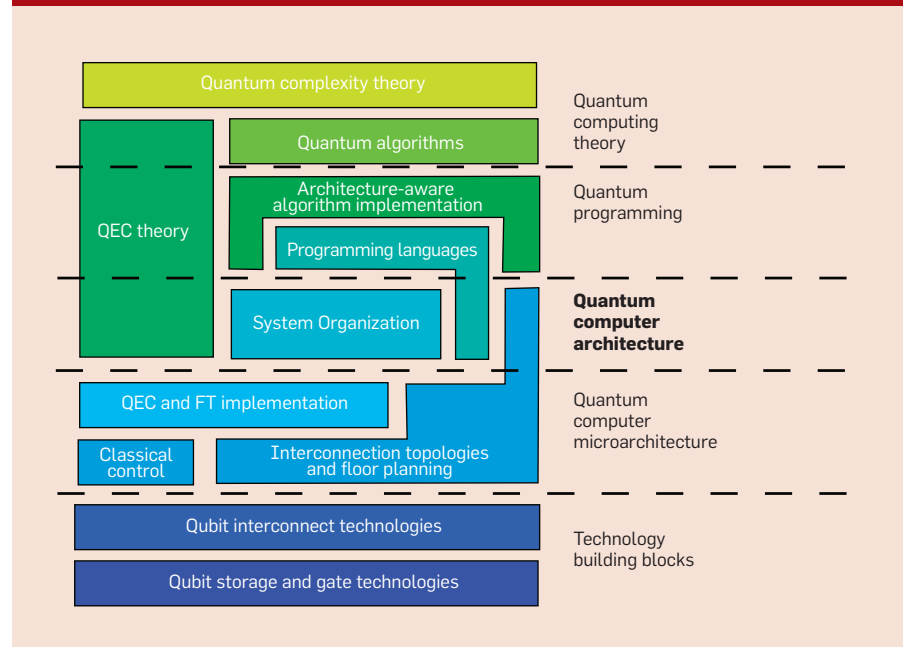 Quantum complexity theory
Quantum
computing
theory
Quantum algorithms
QEC theory
Architecture-aware
algorithm implementation
Quantum
programming
Programming languages
System Organization
Quantum
computer
architecture
QEC and FT implementation
Quantum
computer
microarchitecture
Classical
control
Interconnection topologies
and floor planning
Qubit interconnect technologies
Technology
building blocks
Qubit storage and gate technologies